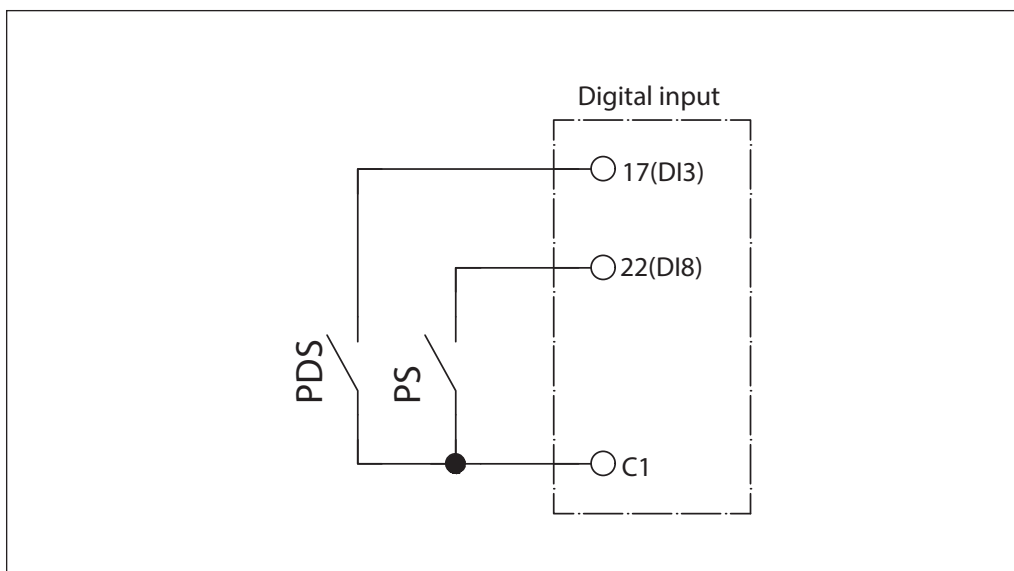 Digital input
17(DI3)
22(DI8)
PDS
PS
C1